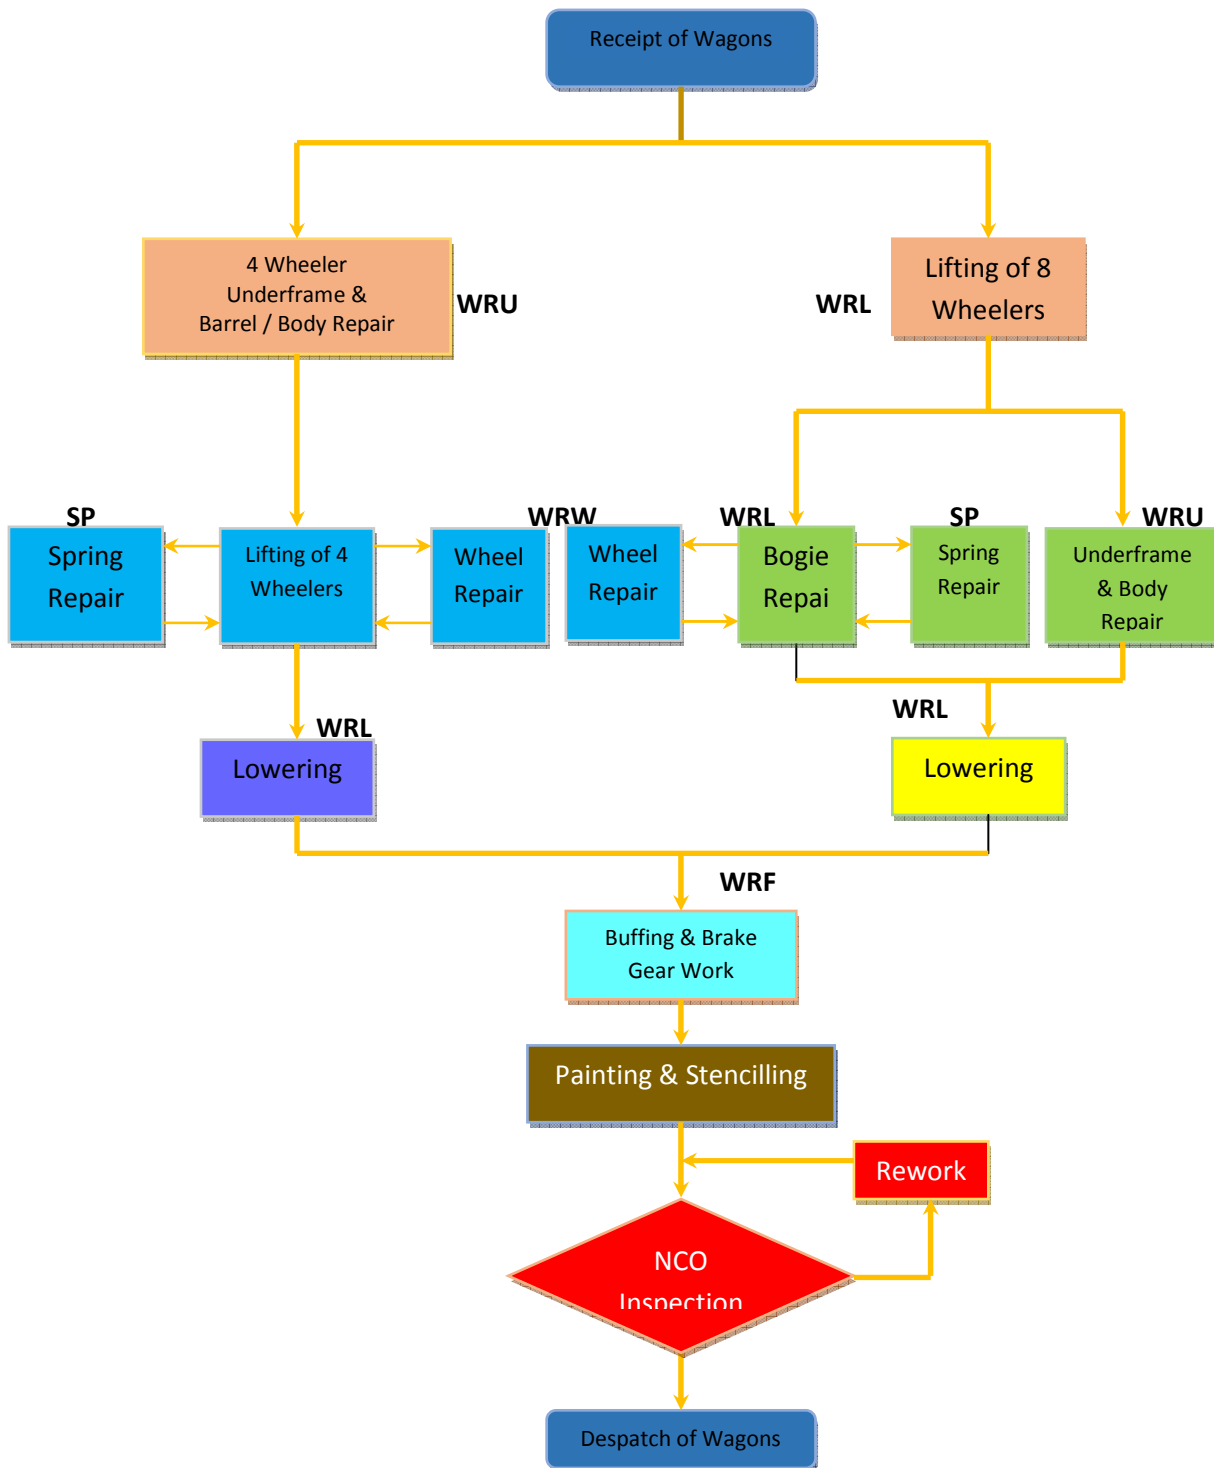 Receipt of Wagons
4 Wheeler
Underframe &
Barrel / Body Repair
WRU
WRL
Lifting of 8
Wheelers
SP
WRW
WRL
SP
WRU
Spring
Repair
Lifting of 4
Wheelers
Wheel
Repair
Wheel
Repair
Bogie
Repai
Spring
Repair
Underframe
& Body
Repair
WRL
WRL
Lowering
Lowering
WRF
Buffing & Brake
Gear Work
Painting & Stencilling
Rework
NCO
Inspection
Despatch of Wagons